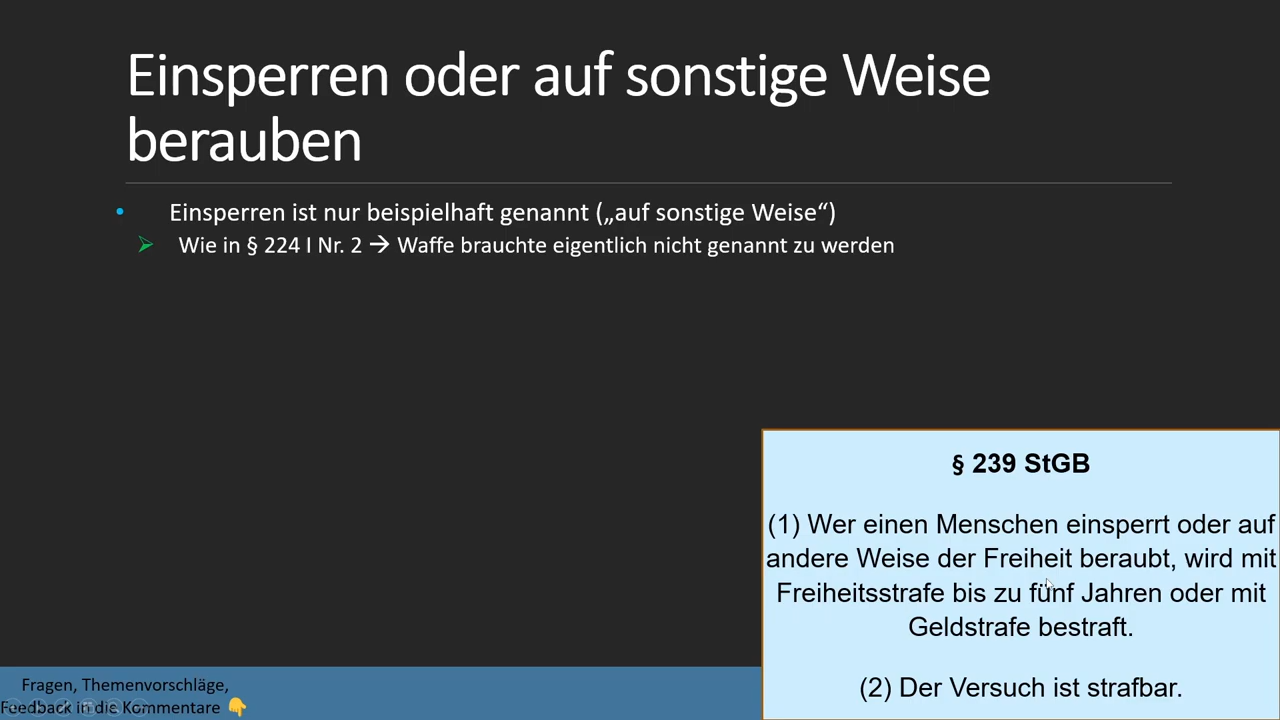 Einsperren oder auf sonstige Weise
berauben
• Einsperren ist nur beispielhaft genannt („auf sonstige Weise“)
➢ Wie in § 224 I Nr. 2 → Waffe brauchte eigentlich nicht genannt zu werden
§ 239 StGB
(1) Wer einen Menschen einsperrt oder auf
andere Weise der Freiheit beraubt, wird mit
Freiheitsstrafe bis zu fünf Jahren oder mit
Geldstrafe bestraft.
(2) Der Versuch ist strafbar.
Fragen, Themenvorschläge,
Feedback in die Kommentare 👇